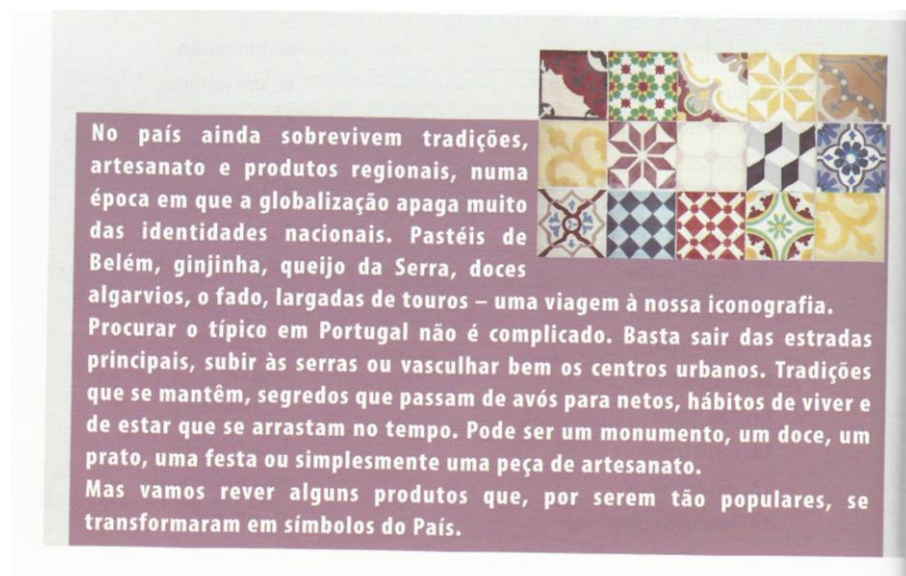 No país ainda sobrevivem tradições,
artesanato e produtos regionais, numa
época em que a globalização apaga muito
das identidades nacionais. Pastéis de
Belém, ginjinha, queijo da Serra, doces
algarvios, o fado, largadas de touros – uma viagem à nossa iconografia.
Procurar o típico em Portugal não é complicado. Basta sair das estradas
principais, subir às serras ou vasculhar bem os centros urbanos. Tradições
que se mantêm, segredos que passam de avós para netos, hábitos de viver e
de estar que se arrastam no tempo. Pode ser um monumento, um doce, um
prato, uma festa ou simplesmente uma peça de artesanato.
Mas vamos rever alguns produtos que, por serem tão populares, se
transformaram em símbolos do País.